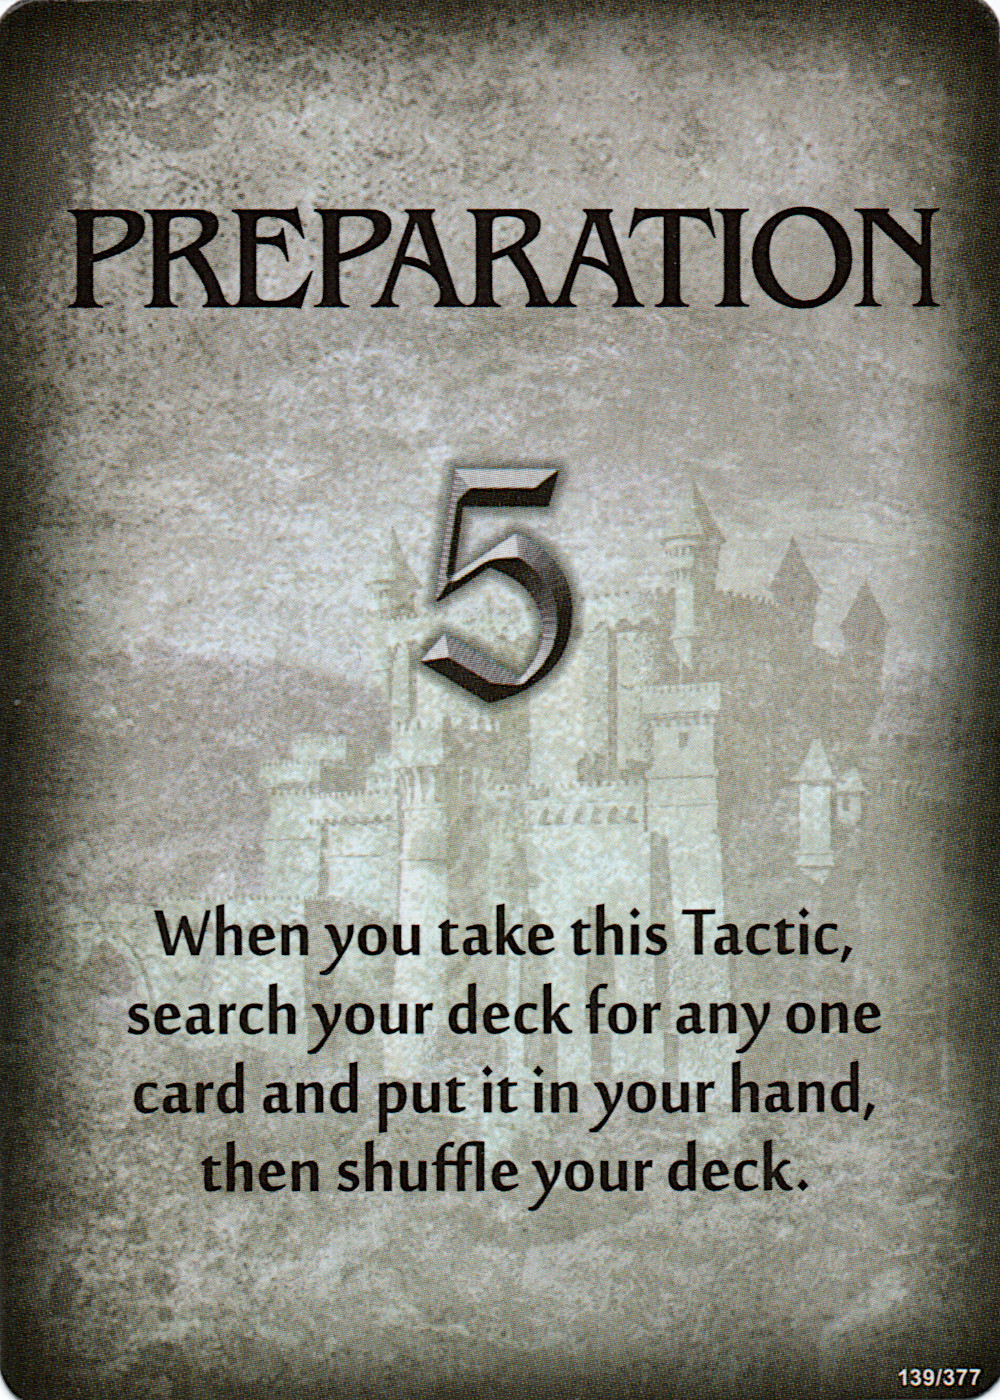 PREPARATION
5
When you take this Tactic,
search your deck for any one
card and put it in your hand,
then shuffle your deck.
139/377